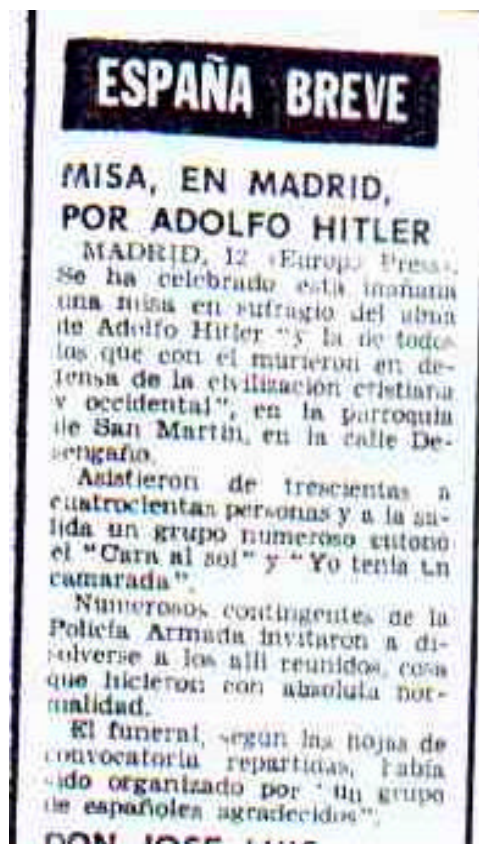 ESPAÑA BREVE
MISA, EN MADRID,
POR ADOLFO HITLER
MADRID, 12 (Europa Press).
Se ha celebrado esta mañana
una misa en sufragio del alma
de Adolfo Hitler "y la de todos
los que con el murieron en de-
fensa de la civilización cristiana
y occidental", en la parroquia
de San Martín, en la calle De-
sengaño.
Asistieron de trescientas a
cuatrocientas personas y a la sa-
lida un grupo numeroso entonó
el "Cara al sol" y "Yo tenía un
camarada".
Numerosos contingentes de la
Policía Armada invitaron a di-
solverse a los allí reunidos, cosa
que hicieron con absoluta nor-
malidad.
El funeral, según las hojas de
convocatoria repartidas, había
sido organizado por "un grupo
de españoles agradecidos".
DON JOSE LUIS